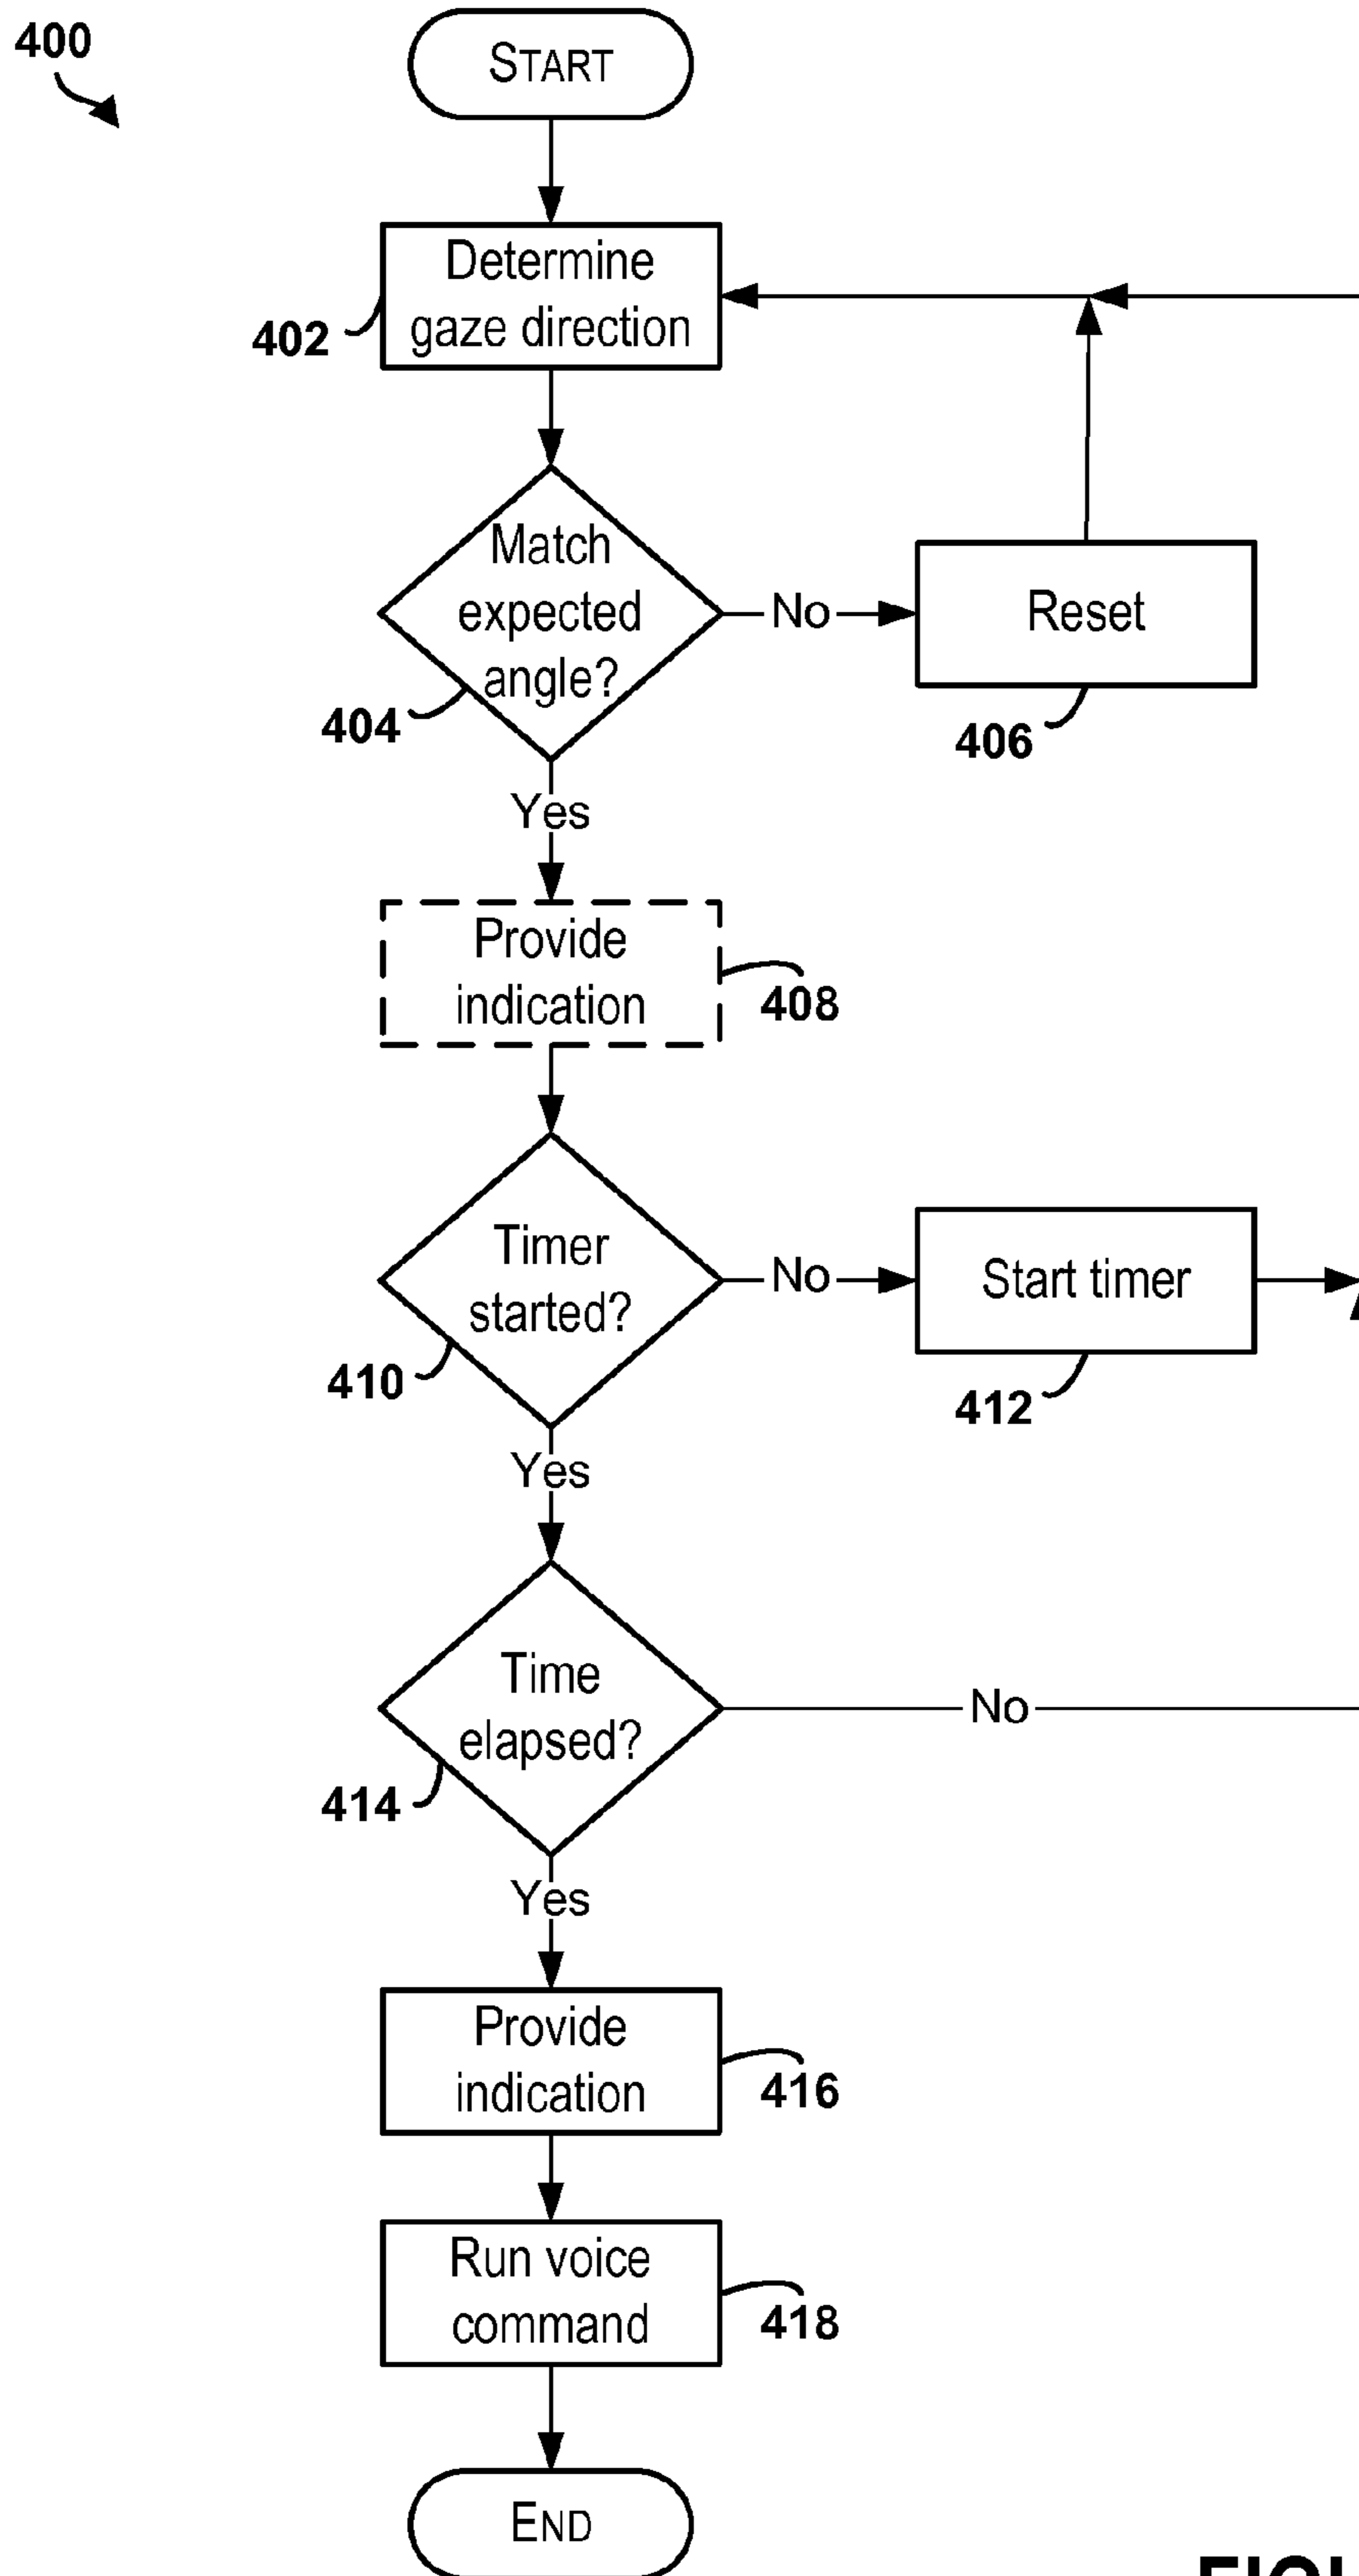 400
START
Determine
gaze direction
402
Match
expected
angle?
404
No
Reset
406
Yes
Provide
indication
408
Timer
started?
410
No
Start timer
412
Yes
Time
elapsed?
414
No
Yes
Provide
indication
416
Run voice
command
418
END